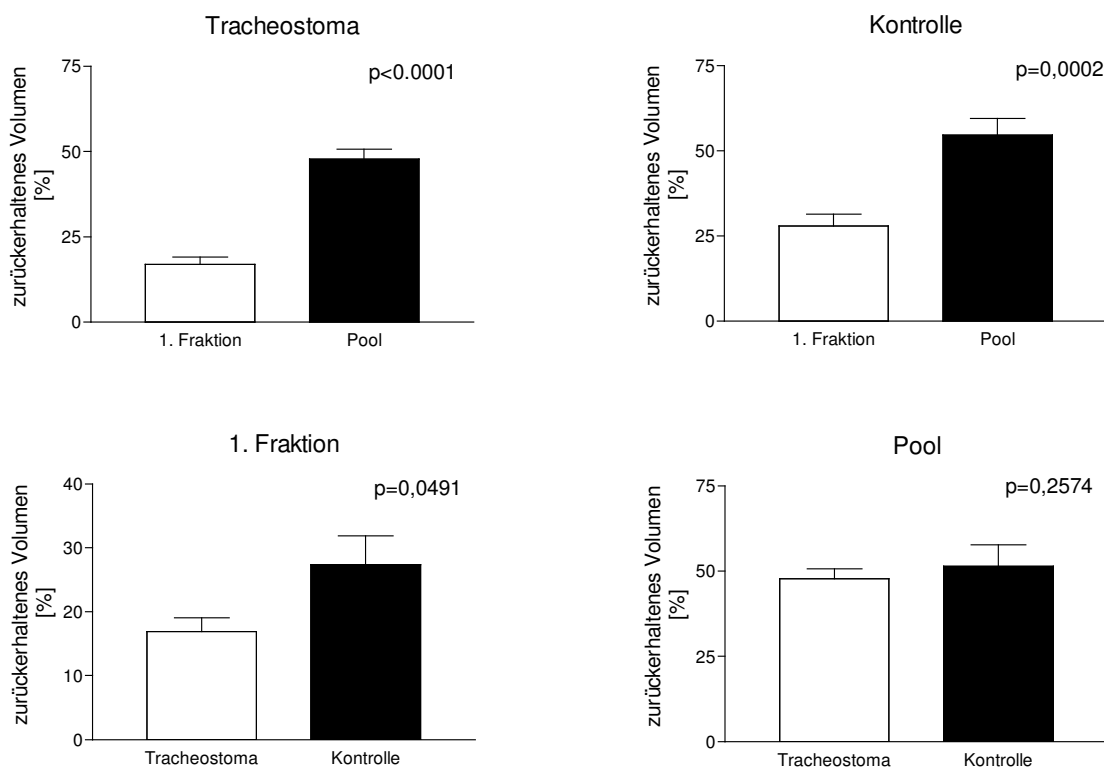 Tracheostoma
p<0.0001
zurückerhaltenes Volumen
[%]
75
50
25
0
1. Fraktion
Pool
Kontrolle
p=0,0002
zurückerhaltenes Volumen
[%]
75
50
25
0
1. Fraktion
Pool
1. Fraktion
p=0,0491
zurückerhaltenes Volumen
[%]
40
30
20
10
0
Tracheostoma
Kontrolle
Pool
p=0,2574
zurückerhaltenes Volumen
[%]
75
50
25
0
Tracheostoma
Kontrolle